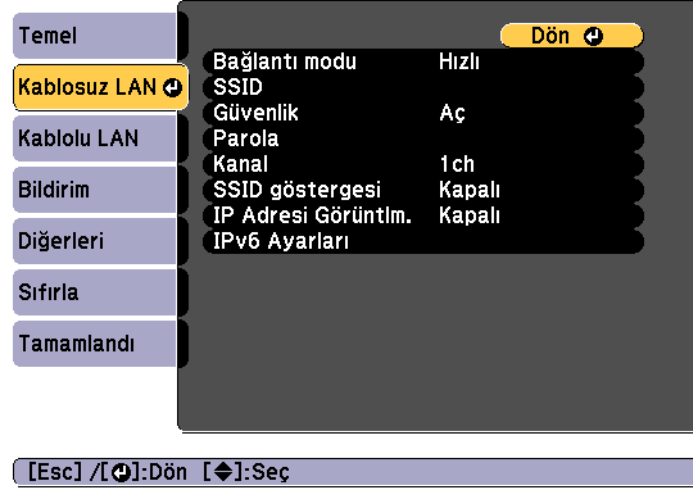 Temel
Kablosuz LAN
Kablolu LAN
Bildirim
Diğerleri
Sıfırla
Tamamlandı
Dön
Bağlantı modu Hızlı
SSID
Güvenlik Aç
Parola
Kanal 1ch
SSID göstergesi Kapalı
IP Adresi Görüntlm. Kapalı
IPv6 Ayarları
[Esc] /[⏎]:Dön [◆]:Seç